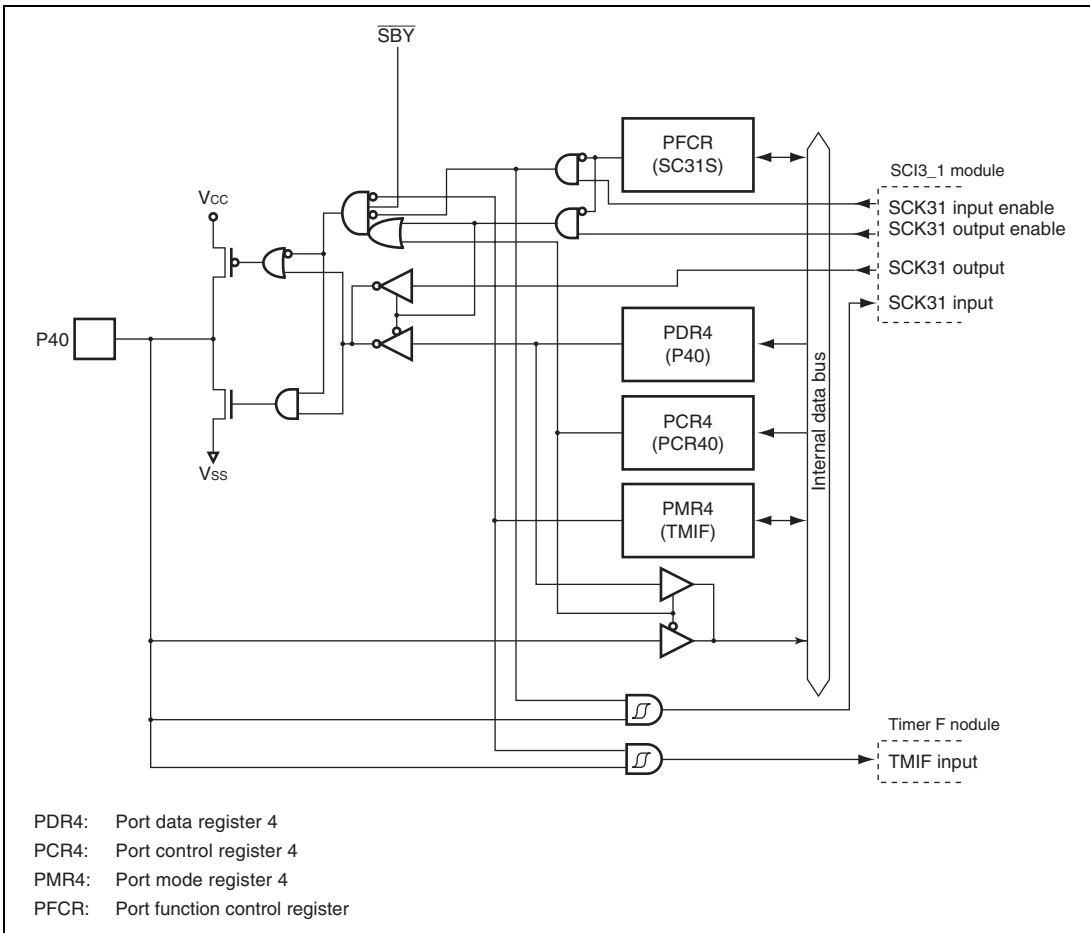 SBY
PFCR
(SC31S)
SCI3_1 module
SCK31 input enable
SCK31 output enable
SCK31 output
SCK31 input
VCC
P40
VSS
PDR4
(P40)
PCR4
(PCR40)
PMR4
(TMIF)
Internal data bus
Timer F nodule
TMIF input
PDR4: Port data register 4
PCR4: Port control register 4
PMR4: Port mode register 4
PFCR: Port function control register